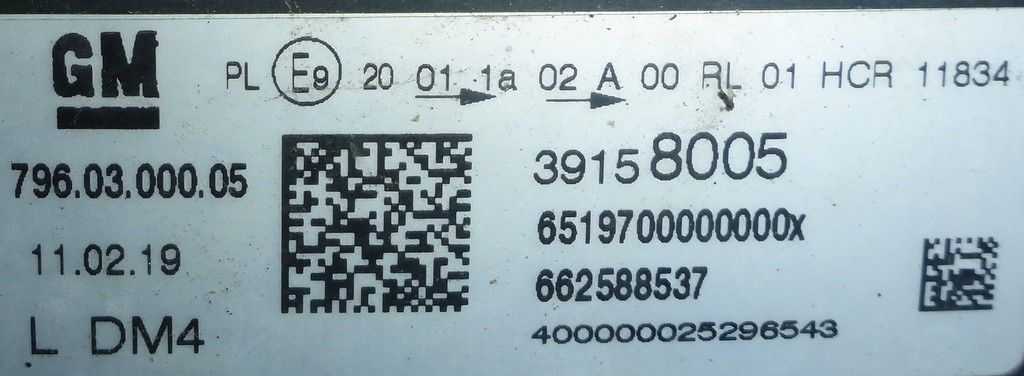 GM
PL E9 20 01 1a 02 A 00 RL 01 HCR 11834
796.03.000.05
39158005
6519700000000x
11.02.19
662588537
L DM4
400000025296543